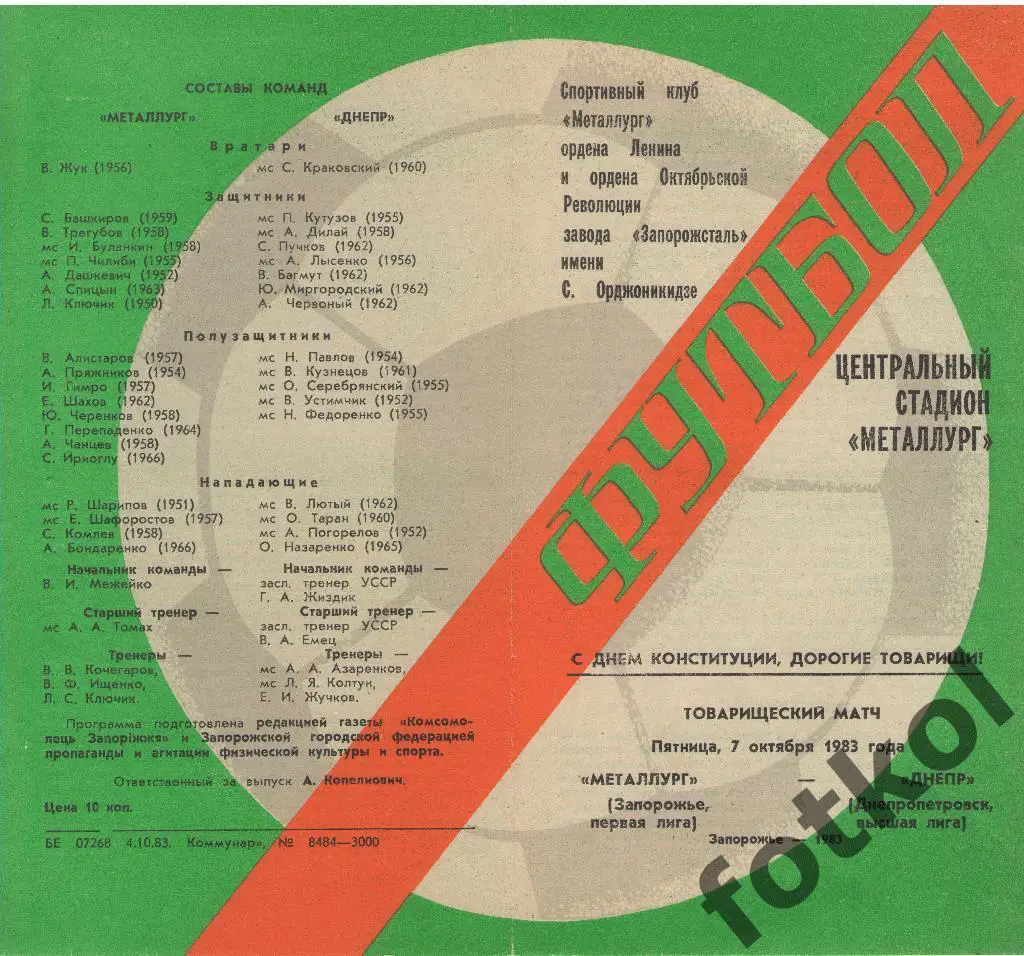 СОСТАВЫ КОМАНД
«МЕТАЛЛУРГ» «ДНЕПР»
Вратари
В. Жук (1956) мс С. Краковский (1960)
Защитники
С. Башкиров (1959) мс П. Кутузов (1955)
В. Трегубов (1958) мс А. Дилай (1958)
мс И. Буланкин (1958) С. Пучков (1962)
мс П. Чилиби (1955) мс А. Лысенко (1956)
А. Дашкевич (1952) В. Багмут (1962)
А. Спицын (1963) Ю. Миргородский (1962)
Л. Ключик (1950) А. Червоный (1962)
Полузащитники
В. Алистаров (1957) мс Н. Павлов (1954)
А. Пряжников (1954) мс В. Кузнецов (1961)
И. Гимро (1957) мс О. Серебрянский (1955)
Е. Шахов (1962) мс В. Устимчик (1952)
Ю. Черенков (1958) мс Н. Федоренко (1955)
Г. Перепаденко (1964)
А. Чанцев (1958)
С. Ириоглу (1966)
Нападающие
мс Р. Шарипов (1951) мс В. Лютый (1962)
мс Е. Шафоростов (1957) мс О. Таран (1960)
С. Комлев (1958) мс А. Погорелов (1952)
А. Бондаренко (1966) О. Назаренко (1965)
Начальник команды — Начальник команды —
В. И. Межейко засл. тренер УССР
Г. А. Жиздик
Старший тренер — Старший тренер —
мс А. А. Томах засл. тренер УССР
В. А. Емец
Тренеры — Тренеры —
В. В. Кочегаров, мс А. А. Азаренков,
В. Ф. Ищенко, мс Л. Я. Колтун,
Л. С. Ключик. Е. И. Жучков.
Программа подготовлена редакцией газеты «Комсомо-
лець Запоріжжя» и Запорожской городской федерацией
пропаганды и агитации физической культуры и спорта.
Ответственный за выпуск А. Копелиович.
Цена 10 коп.
БЕ 07268 4.10.83. Коммунар», № 8484—3000
Спортивный клуб
«Металлург»
ордена Ленина
и ордена Октябрьской
Революции
завода «Запорожсталь»
имени
С. Орджоникидзе
ФУТБОЛ
ЦЕНТРАЛЬНЫЙ
СТАДИОН
«МЕТАЛЛУРГ»
С ДНЕМ КОНСТИТУЦИИ, ДОРОГИЕ ТОВАРИЩИ!
ТОВАРИЩЕСКИЙ МАТЧ
Пятница, 7 октября 1983 года
«МЕТАЛЛУРГ» — «ДНЕПР»
(Запорожье, (Днепропетровск,
первая лига) высшая лига)
Запорожье — 1983
fotkol